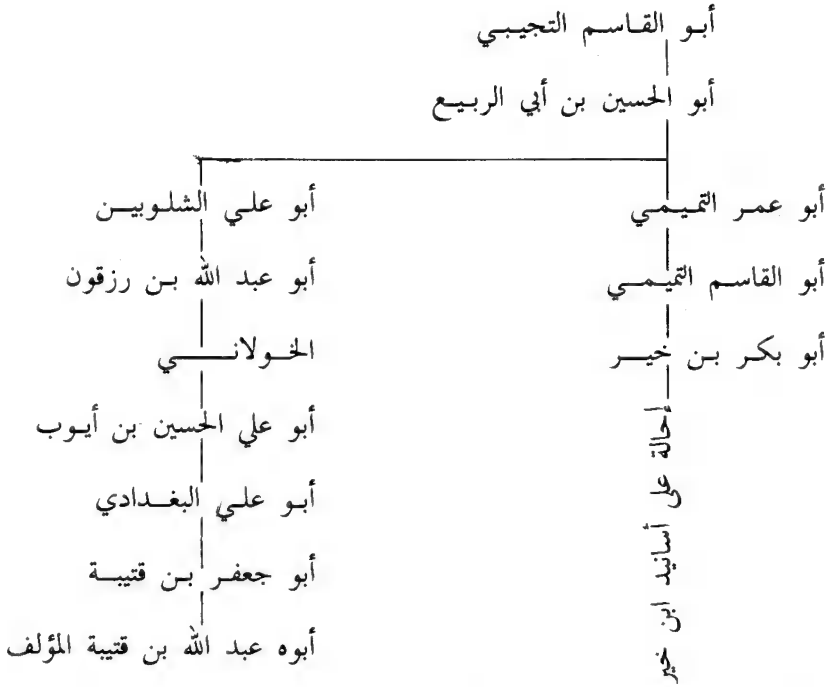 أبو القاسم التجيبي
أبو الحسين بن أبي الربيع
أبو عمر التميمي
أبو القاسم التميمي
أبو بكر بن خير
إحالة على أسانيد ابن خير
أبو علي الشلوبين
أبو عبد الله بن رزقون
الخولاني
أبو علي الحسين بن أيوب
أبو علي البغدادي
أبو جعفر بن قتيبة
أبوه عبد الله بن قتيبة المؤلف